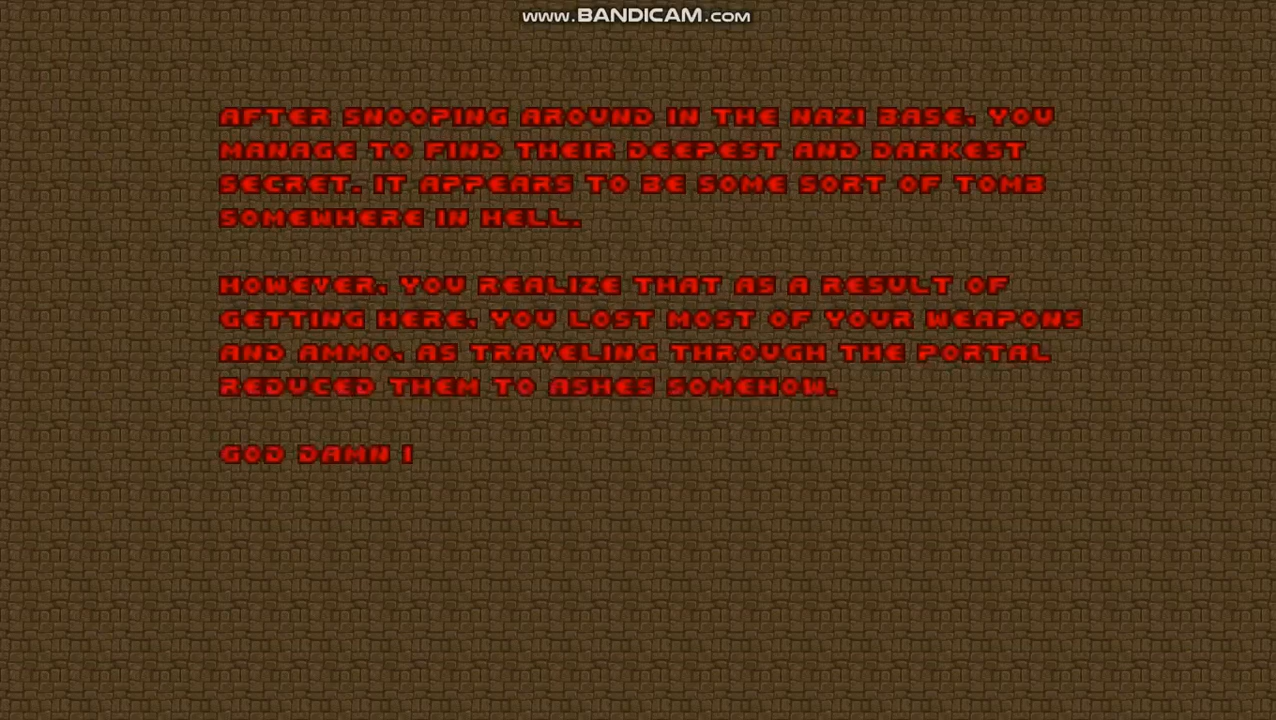 www.BANDICAM.com
AFTER SNOOPING AROUND IN THE NAZI BASE, YOU
MANAGE TO FIND THEIR DEEPEST AND DARKEST
SECRET. IT APPEARS TO BE SOME SORT OF TOMB
SOMEWHERE IN HELL.
HOWEVER, YOU REALIZE THAT AS A RESULT OF
GETTING HERE, YOU LOST MOST OF YOUR WEAPONS
AND AMMO, AS TRAVELING THROUGH THE PORTAL
REDUCED THEM TO ASHES SOMEHOW.
GOD DAMN I